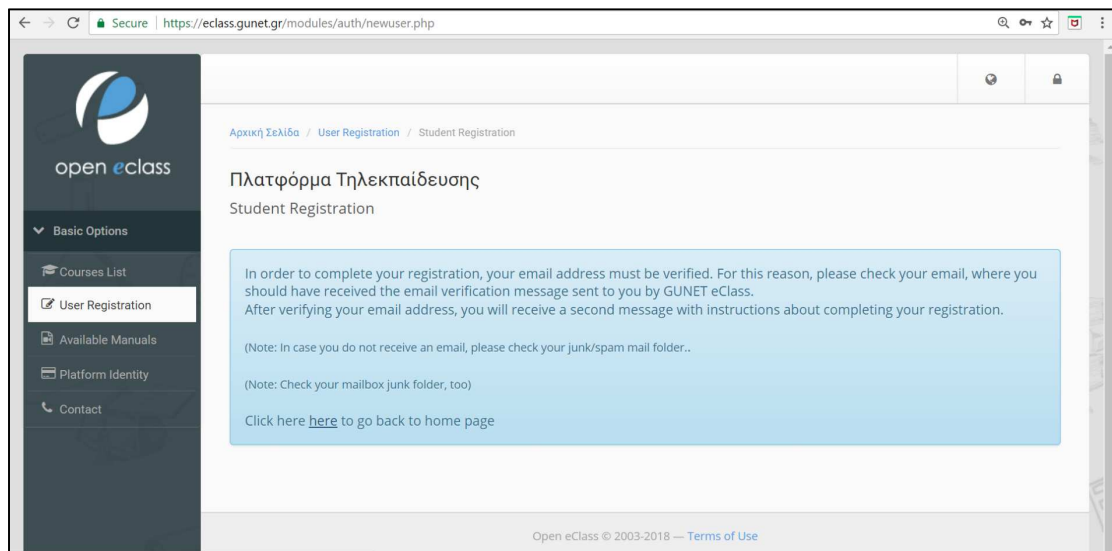 Secure | https://eclass.gunet.gr/modules/auth/newuser.php
open eclass
Basic Options
Courses List
User Registration
Available Manuals
Platform Identity
Contact
Αρχική Σελίδα / User Registration / Student Registration
Πλατφόρμα Τηλεκπαίδευσης
Student Registration
In order to complete your registration, your email address must be verified. For this reason, please check your email, where you
should have received the email verification message sent to you by GUNET eClass.
After verifying your email address, you will receive a second message with instructions about completing your registration.
(Note: In case you do not receive an email, please check your junk/spam mail folder..
(Note: Check your mailbox junk folder, too)
Click here here to go back to home page
Open eClass © 2003-2018 — Terms of Use